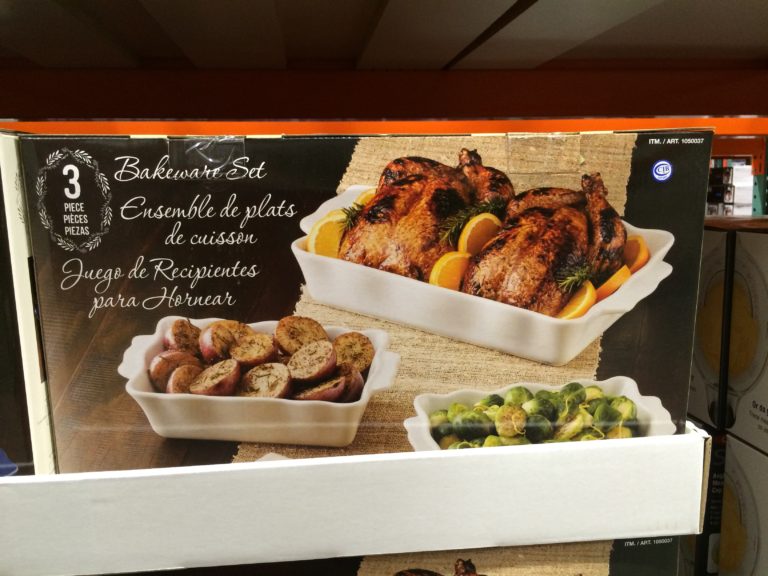 3
PIECE
PIÈCES
PIEZAS
Bakeware Set
Ensemble de plats
de cuisson
Juego de Recipientes
para Hornear
ITM. / ART. 1050037
CIB
ITM. / ART. 1050037